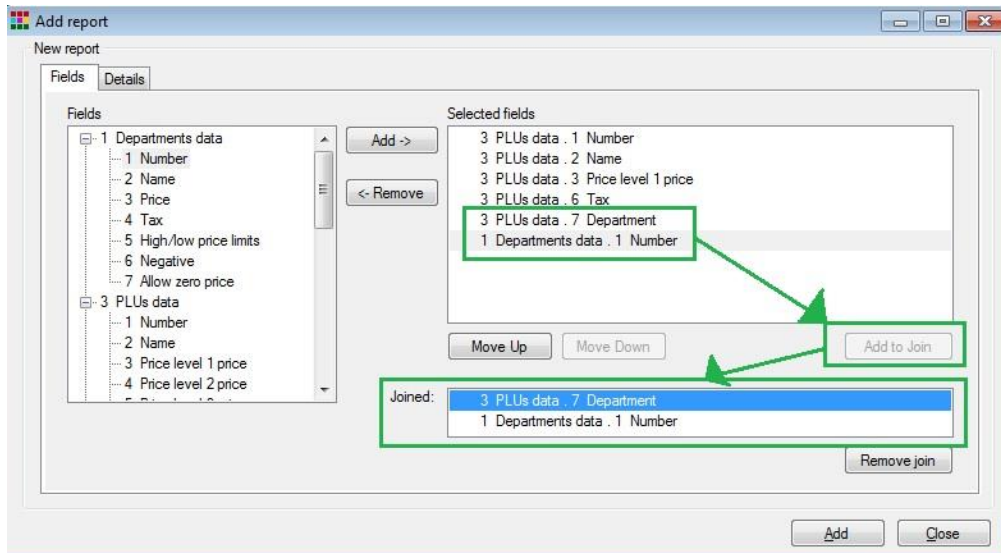 Add report
New report
Fields
Details
Fields
1 Departments data
1 Number
2 Name
3 Price
4 Tax
5 High/low price limits
6 Negative
7 Allow zero price
3 PLUs data
1 Number
2 Name
3 Price level 1 price
4 Price level 2 price
Add ->
<- Remove
Selected fields
3 PLUs data . 1 Number
3 PLUs data . 2 Name
3 PLUs data . 3 Price level 1 price
3 PLUs data . 6 Tax
3 PLUs data . 7 Department
1 Departments data . 1 Number
Move Up
Move Down
Add to Join
Joined:
3 PLUs data . 7 Department
1 Departments data . 1 Number
Remove join
Add
Close